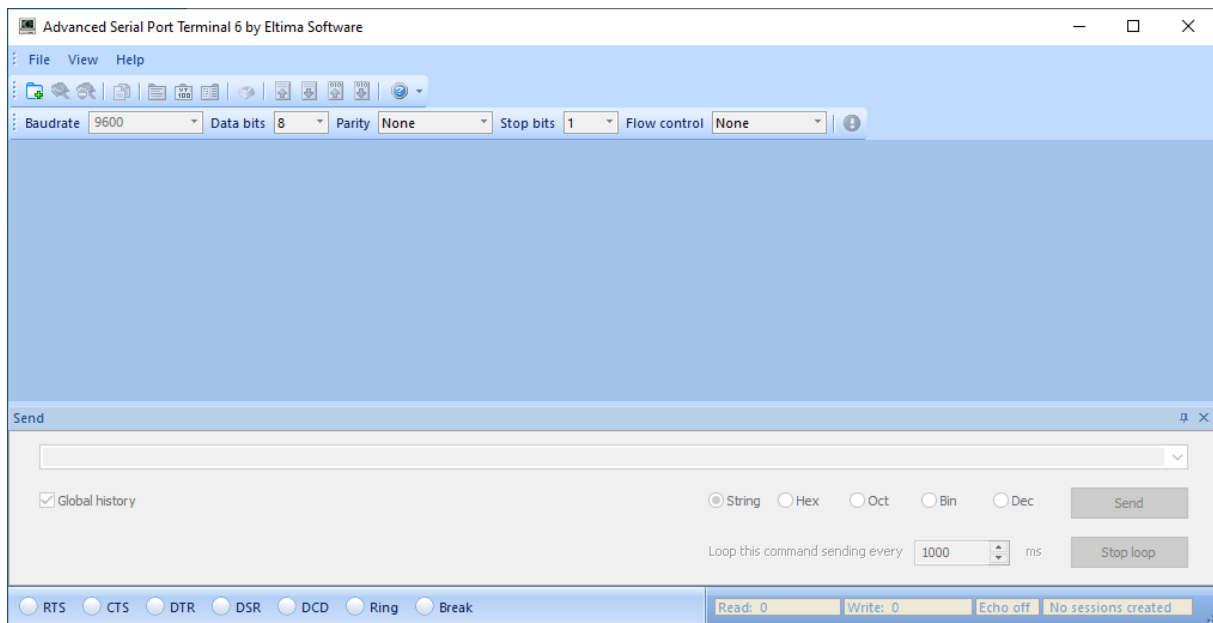 Advanced Serial Port Terminal 6 by Eltima Software
File View Help
Baudrate 9600 Data bits 8 Parity None Stop bits 1 Flow control None
Send
Global history String Hex Oct Bin Dec Send
Loop this command sending every 1000 ms Stop loop
RTS CTS DTR DSR DCD Ring Break Read: 0 Write: 0 Echo off No sessions created